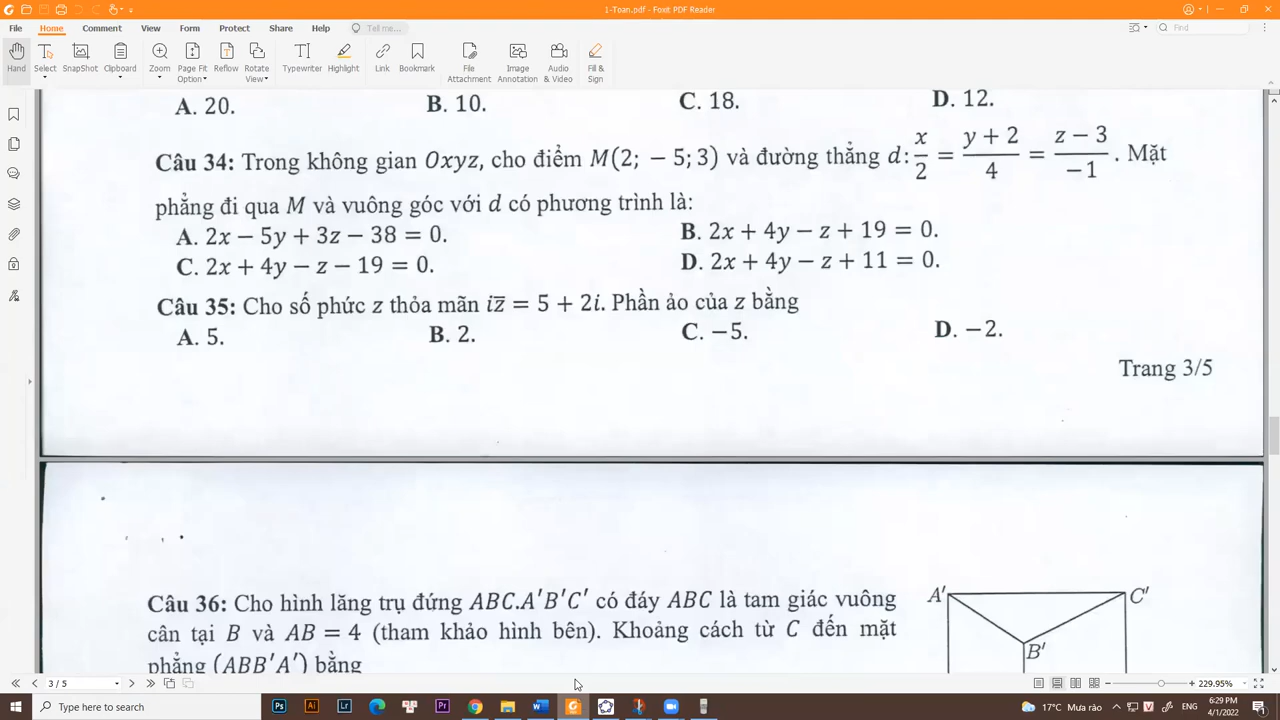 1-Toan.pdf - Foxit PDF Reader
File Home Comment View Form Protect Share Help Tell me... Find
Hand Select SnapShot Clipboard Zoom Page Fit Option Reflow Rotate View Typewriter Highlight Link Bookmark File Attachment Image Annotation Audio & Video Fill & Sign
A. 20. B. 10. C. 18. D. 12.
Câu 34: Trong không gian Oxyz, cho điểm M(2; − 5; 3) và đường thẳng d: x/2 = (y + 2)/4 = (z − 3)/−1 . Mặt
phẳng đi qua M và vuông góc với d có phương trình là:
A. 2x − 5y + 3z − 38 = 0. B. 2x + 4y − z + 19 = 0.
C. 2x + 4y − z − 19 = 0. D. 2x + 4y − z + 11 = 0.
Câu 35: Cho số phức z thỏa mãn iz̅ = 5 + 2i. Phần ảo của z bằng
A. 5. B. 2. C. −5. D. −2.
Trang 3/5
Câu 36: Cho hình lăng trụ đứng ABC.A′B′C′ có đáy ABC là tam giác vuông
cân tại B và AB = 4 (tham khảo hình bên). Khoảng cách từ C đến mặt
phẳng (ABB′A′) bằng
A′ C′
B′
3 / 5 229.95%
Type here to search Ps Ai Lr Pr 17°C Mưa rào V 6:29 PM
4/1/2022